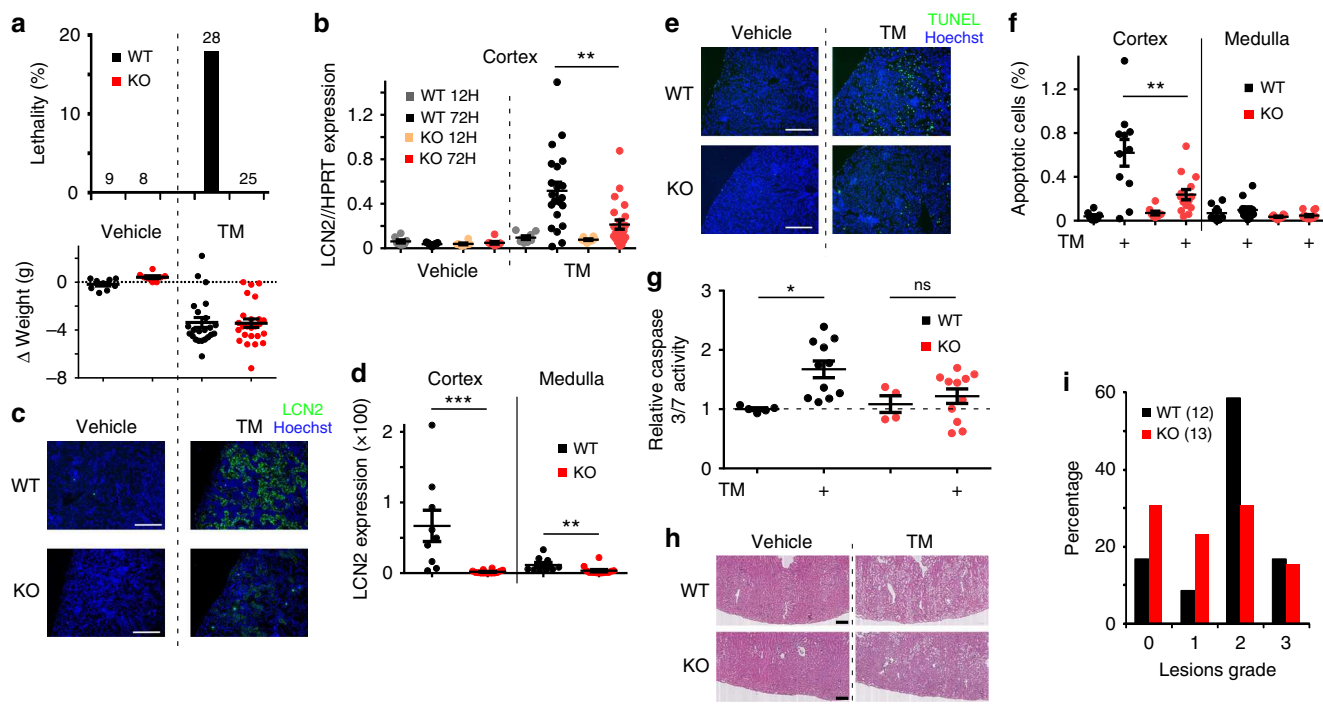 a
20
15
10
5
0
Lethality (%)
WT
KO
28
9
8
25
Vehicle
TM
Δ Weight (g)
0
–4
–8
b
Cortex
LCN2//HPRT expression
1.2
0.8
0.4
0
WT 12H
WT 72H
KO 12H
KO 72H
**
Vehicle
TM
c
LCN2
Vehicle
TM Hoechst
WT
KO
d
Cortex
Medulla
LCN2 expression (×100)
2
1
0
***
**
WT
KO
e
TUNEL
Vehicle
TM
Hoechst
WT
KO
f
Cortex
Medulla
Apoptotic cells (%)
1.2
0.8
0.4
0
**
WT
KO
TM
+
+
+
+
g
Relative caspase
3/7 activity
3
2
1
0
*
ns
WT
KO
TM
+
+
h
Vehicle
TM
WT
KO
i
Percentage
60
40
20
0
WT (12)
KO (13)
0
1
2
3
Lesions grade